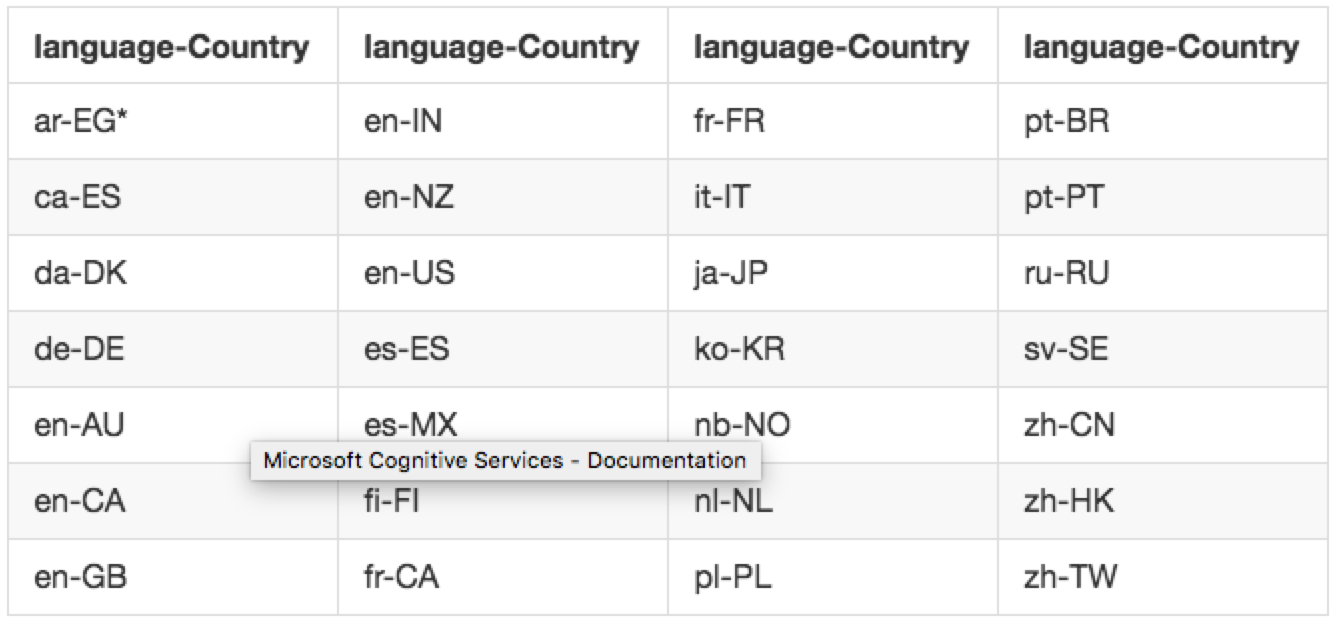 language-Country language-Country language-Country language-Country
ar-EG* en-IN fr-FR pt-BR
ca-ES en-NZ it-IT pt-PT
da-DK en-US ja-JP ru-RU
de-DE es-ES ko-KR sv-SE
en-AU es-MX nb-NO zh-CN
Microsoft Cognitive Services - Documentation
en-CA fi-FI nl-NL zh-HK
en-GB fr-CA pl-PL zh-TW